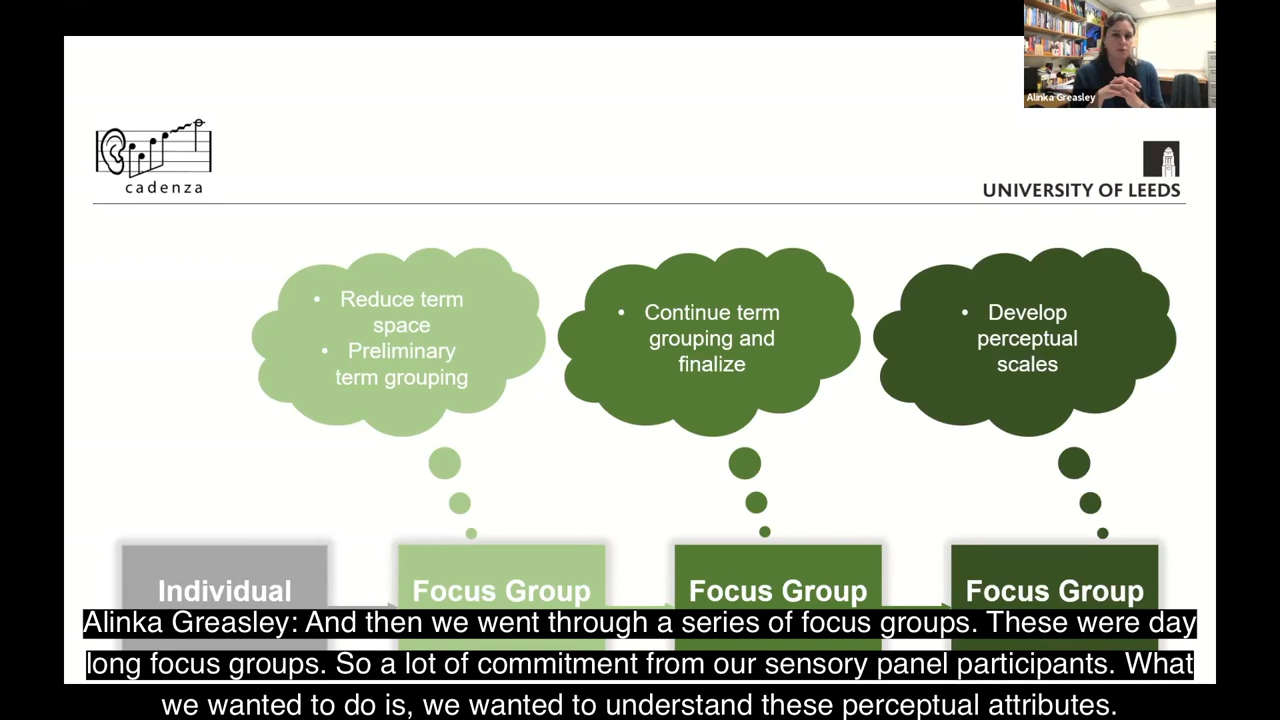 Alinka Greasley
cadenza
UNIVERSITY OF LEEDS
• Reduce term
space
• Preliminary
term grouping
• Continue term
grouping and
finalize
• Develop
perceptual
scales
Individual
Focus Group
Focus Group
Focus Group
Alinka Greasley: And then we went through a series of focus groups. These were day
long focus groups. So a lot of commitment from our sensory panel participants. What
we wanted to do is, we wanted to understand these perceptual attributes.